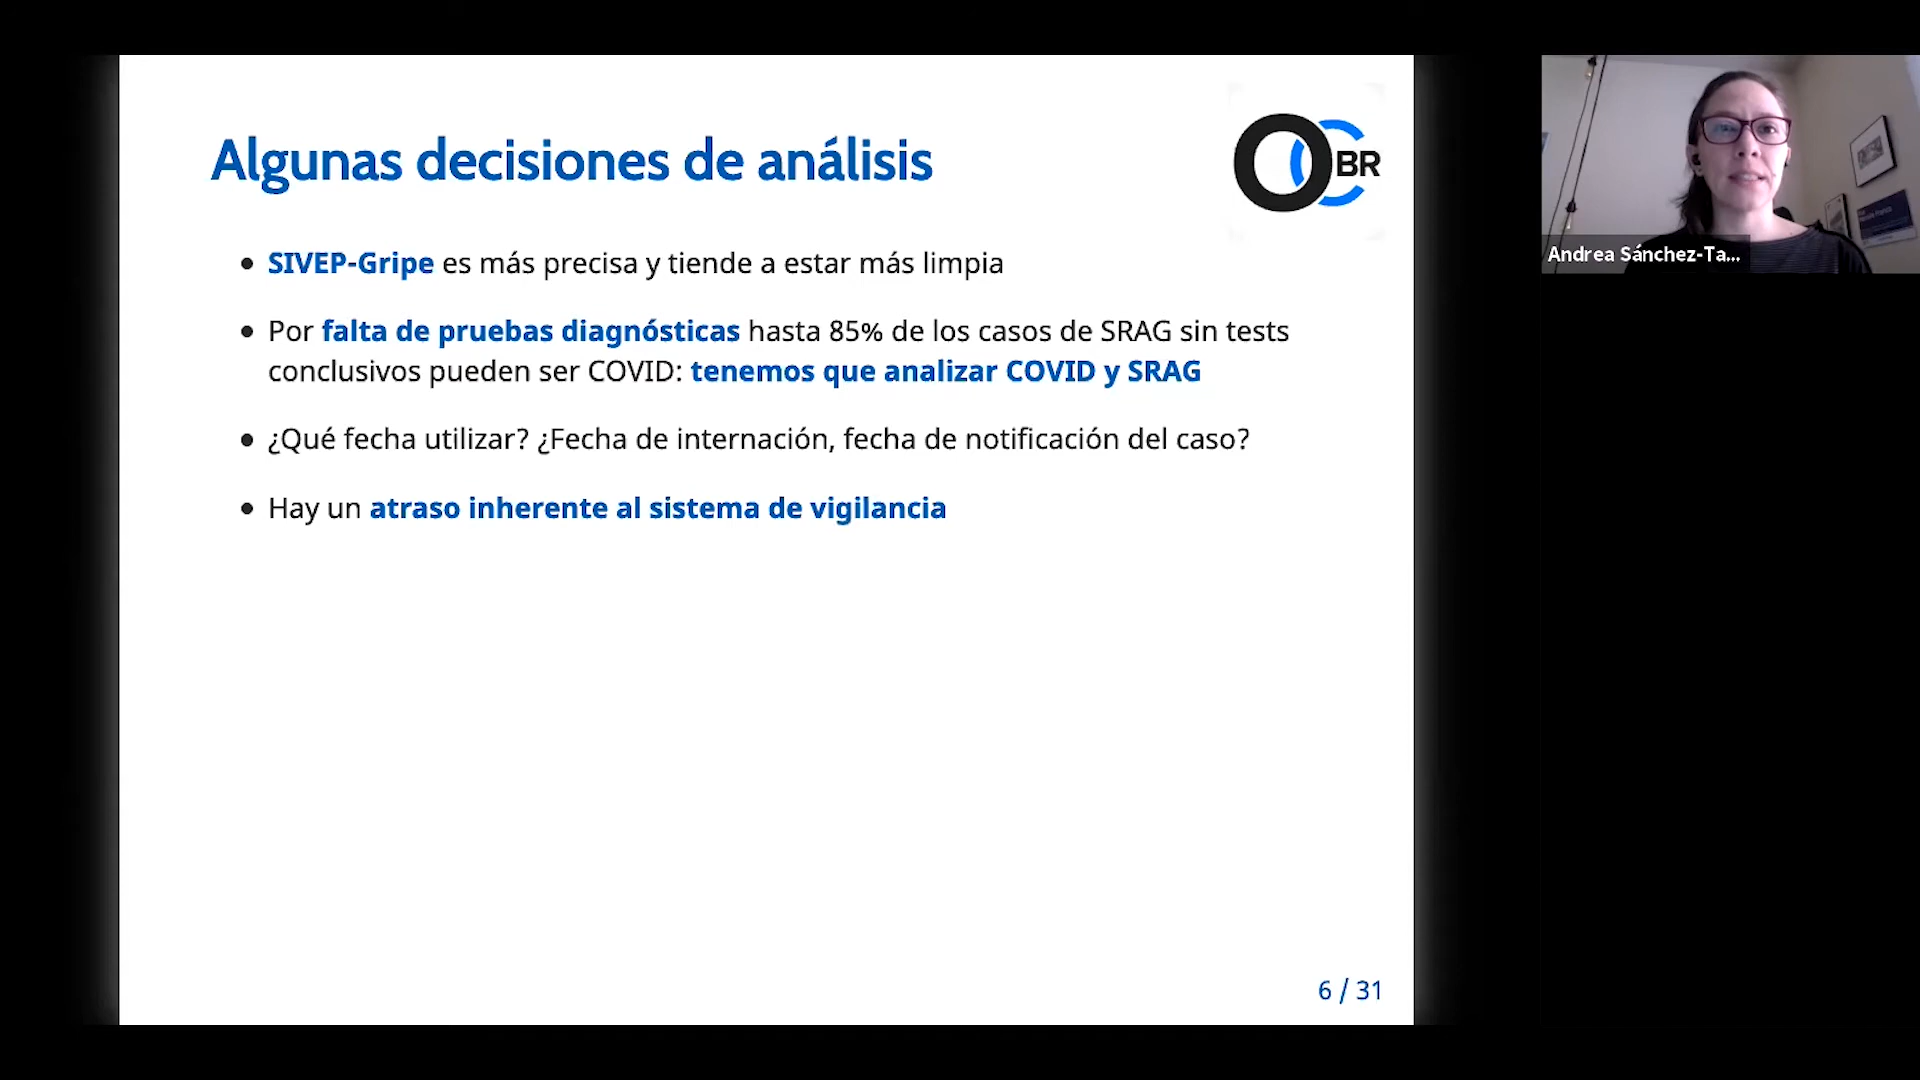 Algunas decisiones de análisis
OCBR
SIVEP-Gripe es más precisa y tiende a estar más limpia
Por falta de pruebas diagnósticas hasta 85% de los casos de SRAG sin tests
conclusivos pueden ser COVID: tenemos que analizar COVID y SRAG
¿Qué fecha utilizar? ¿Fecha de internación, fecha de notificación del caso?
Hay un atraso inherente al sistema de vigilancia
6 / 31
Andrea Sánchez-Ta...